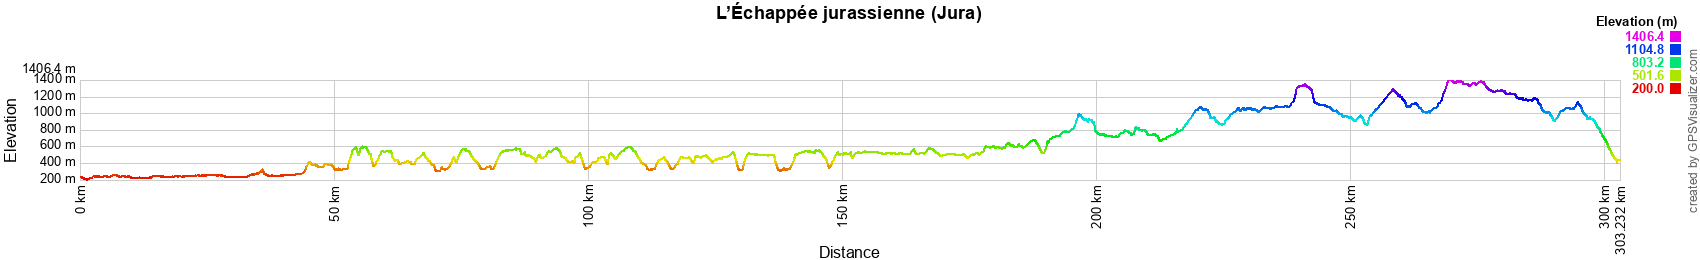 L’Échappée jurassienne (Jura)
Elevation (m)
1406.4
1104.8
803.2
501.6
200.0
1406.4 m
1400 m
1200 m
1000 m
800 m
600 m
400 m
200 m
Elevation
0 km
50 km
100 km
150 km
200 km
250 km
300 km
303.232 km
Distance
created by GPSVisualizer.com